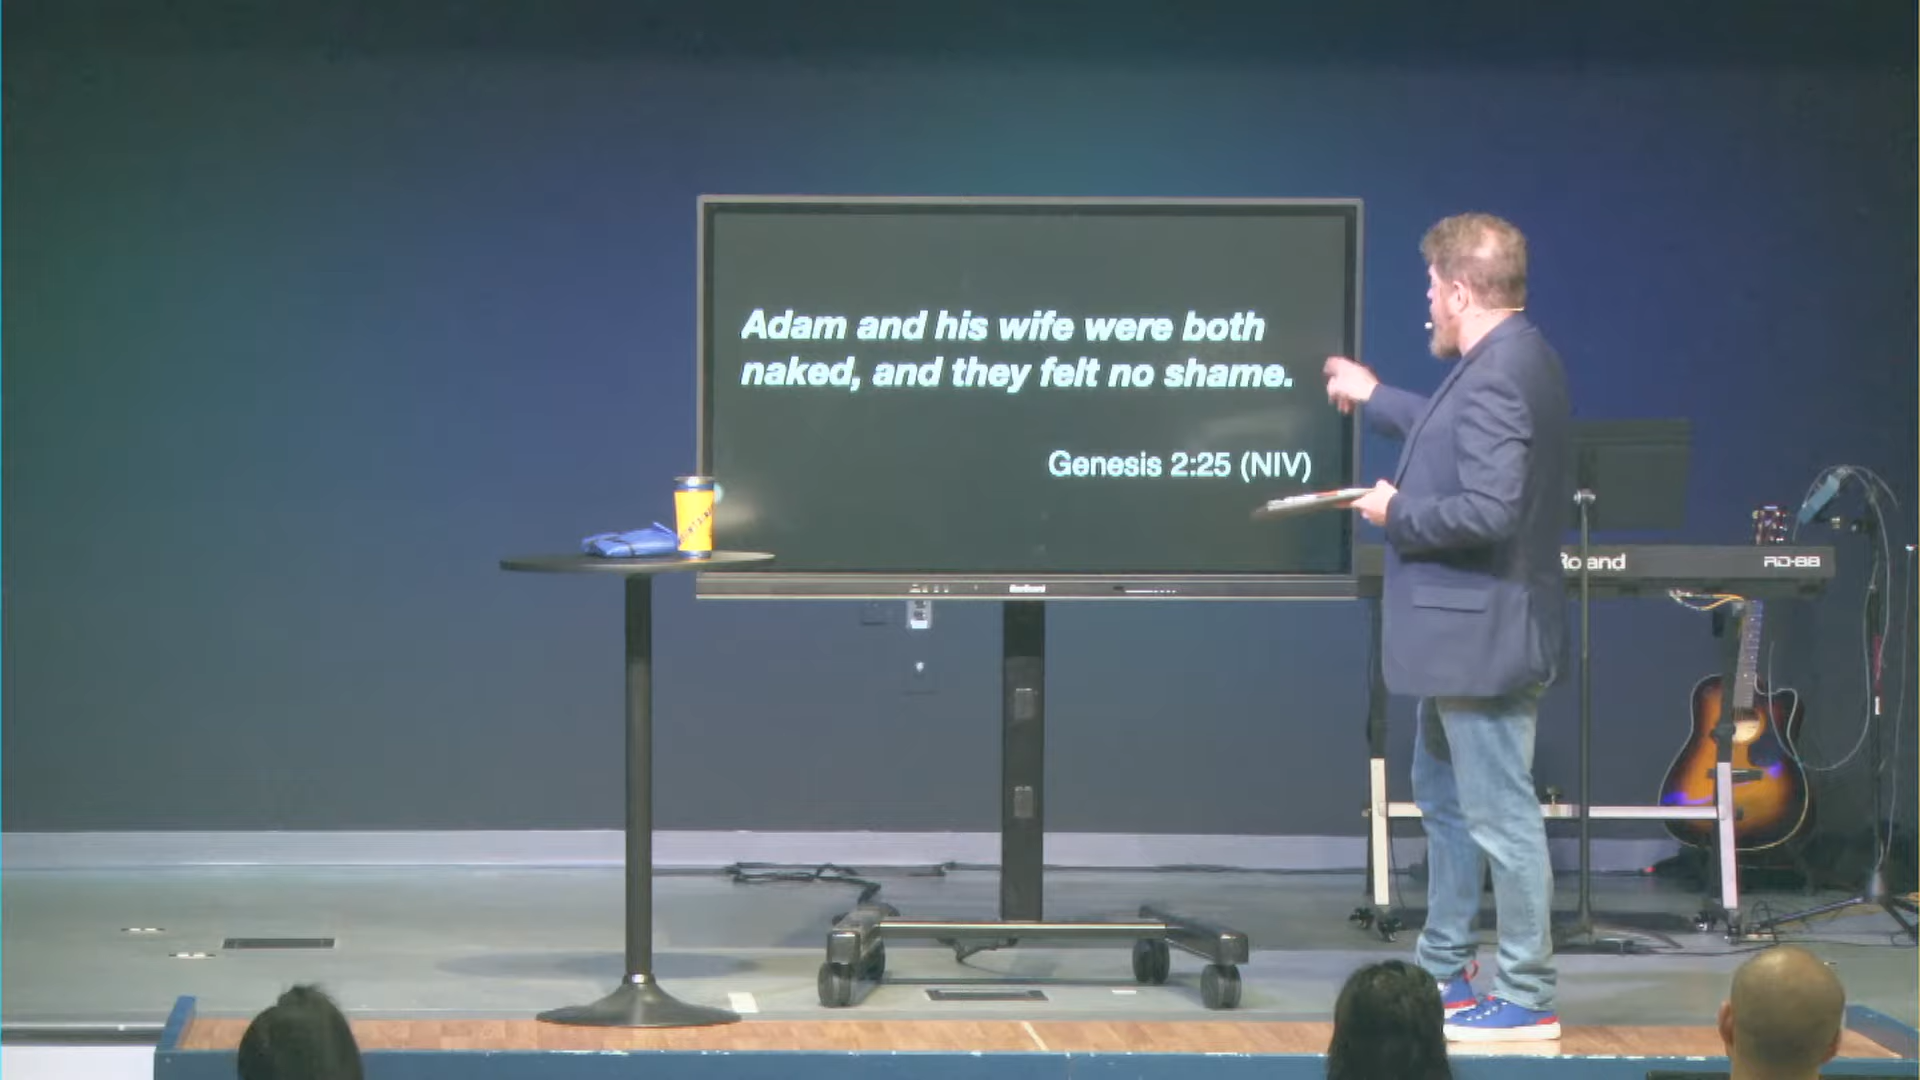 Adam and his wife were both
naked, and they felt no shame.
Genesis 2:25 (NIV)
Roland
RD-88